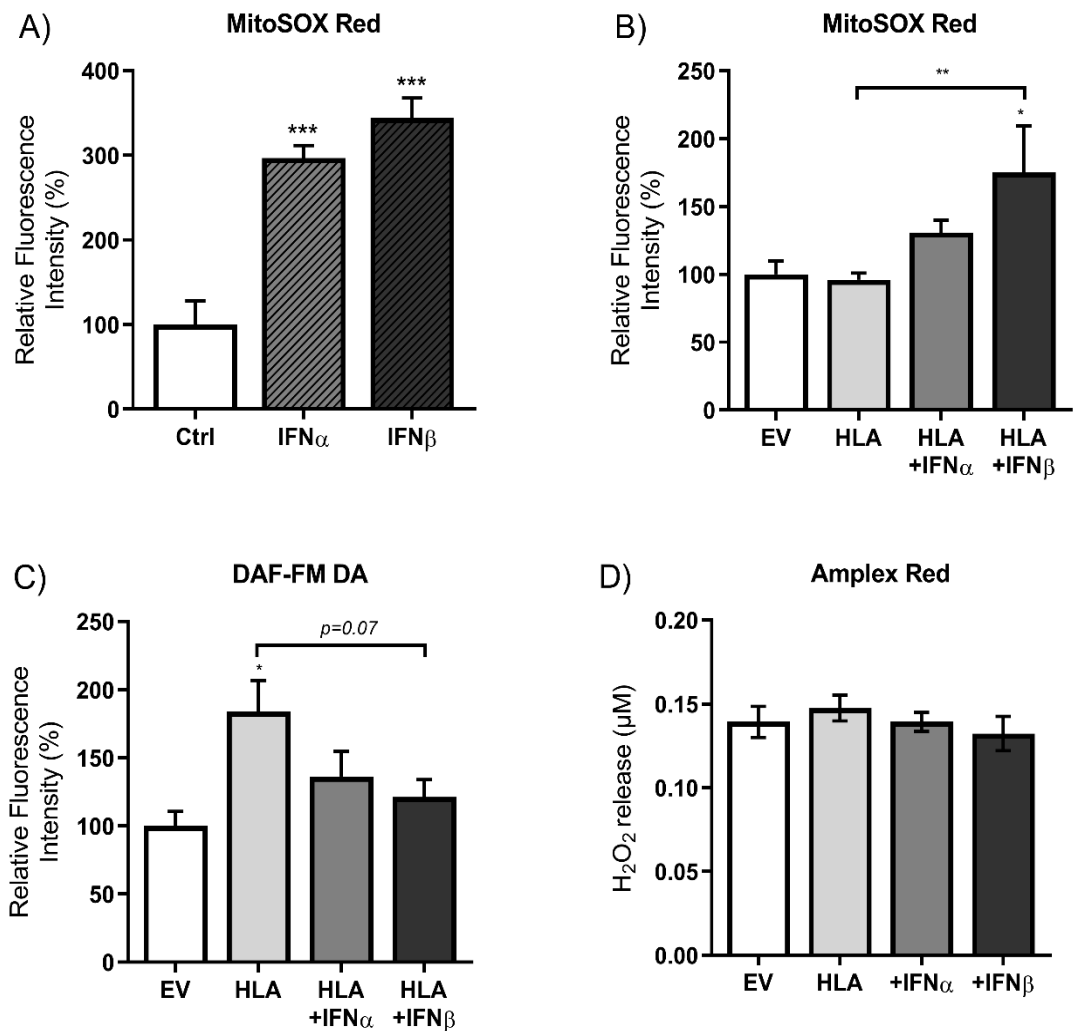 A)
MitoSOX Red
Relative Fluorescence
Intensity (%)
400
300
200
100
0
***
***
Ctrl
IFNα
IFNβ
B)
MitoSOX Red
Relative Fluorescence
Intensity (%)
250
200
150
100
50
0
**
*
EV
HLA
HLA
+IFNα
HLA
+IFNβ
C)
DAF-FM DA
Relative Fluorescence
Intensity (%)
250
200
150
100
50
0
p=0.07
*
EV
HLA
HLA
+IFNα
HLA
+IFNβ
D)
Amplex Red
H₂O₂ release (µM)
0.20
0.15
0.10
0.05
0.00
EV
HLA
+IFNα
+IFNβ